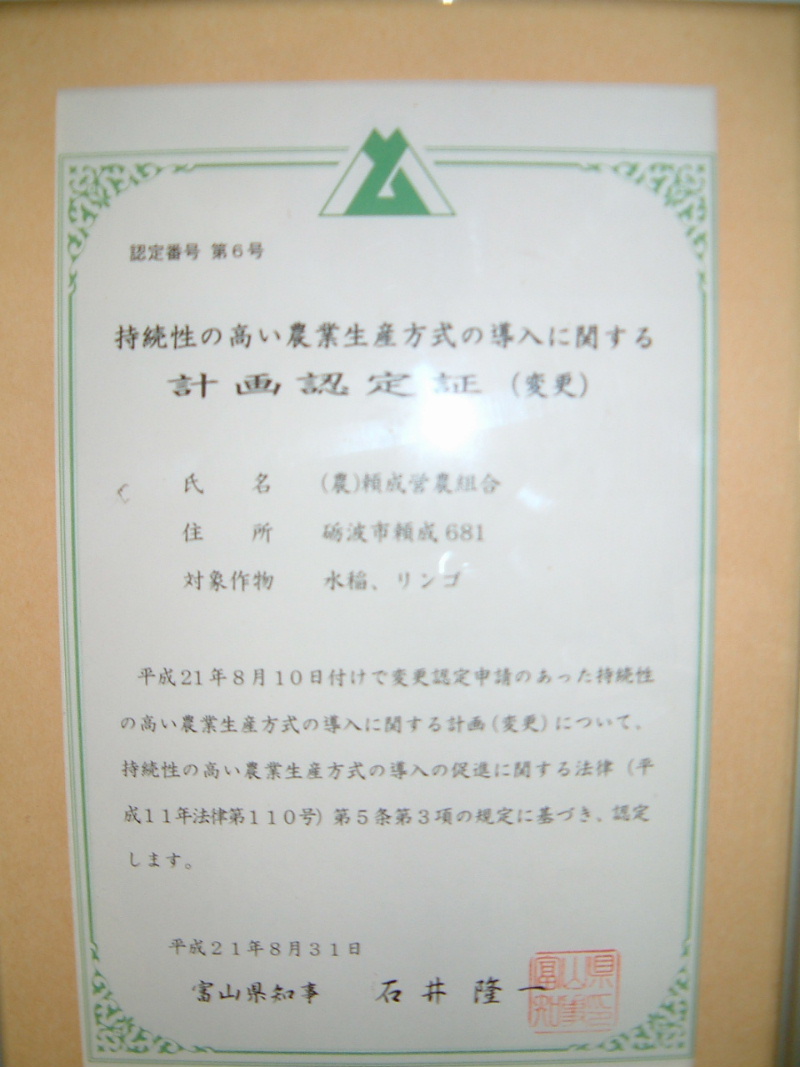 認定番号 第6号
持続性の高い農業生産方式の導入に関する
計画認定証（変更）
氏名 (農)頼成営農組合
住所 砺波市頼成681
対象作物 水稲、リンゴ
平成21年8月10日付けで変更認定申請のあった持続性
の高い農業生産方式の導入に関する計画(変更)について、
持続性の高い農業生産方式の導入の促進に関する法律（平
成11年法律第110号）第5条第3項の規定に基づき、認定
します。
平成21年8月31日
富山県知事 石井隆一
富山県知事印